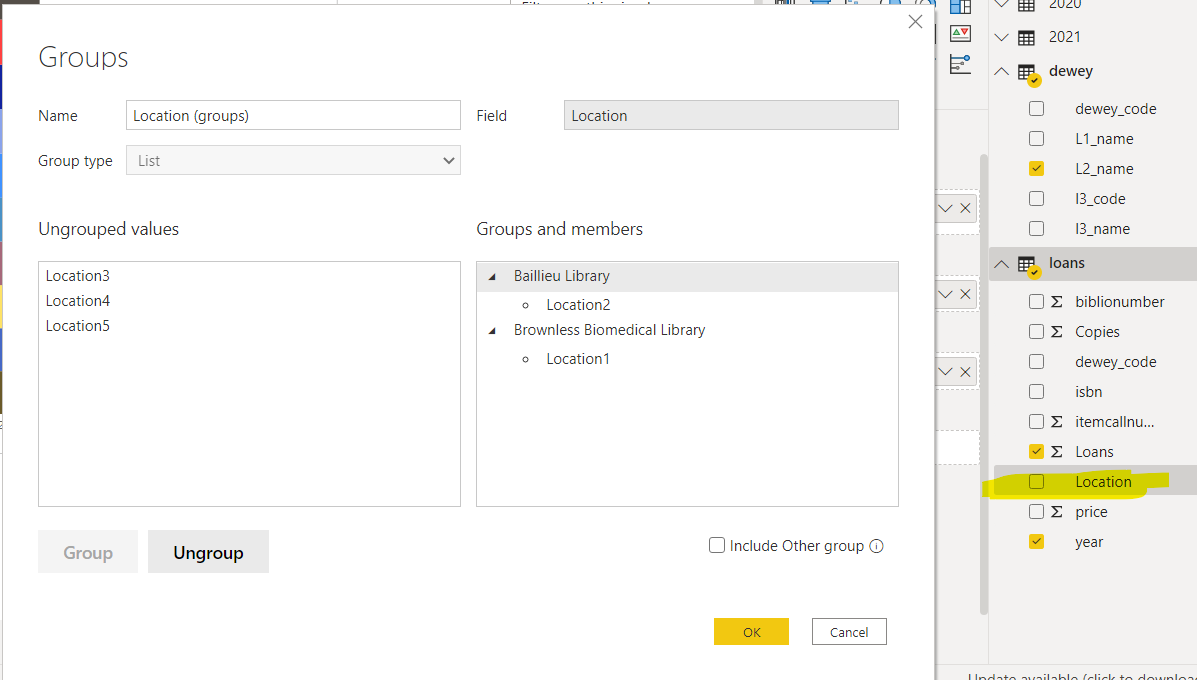 2020
2021
Groups
dewey
Name
Location (groups)
Field
Location
dewey_code
L1_name
Group type
List
L2_name
l3_code
l3_name
Ungrouped values
Groups and members
loans
Location3
Location4
Location5
Baillieu Library
Location2
Brownless Biomedical Library
Location1
biblionumber
Copies
dewey_code
isbn
itemcallnu...
Loans
Location
price
year
Group
Ungroup
Include Other group
OK
Cancel
Update available (click to download